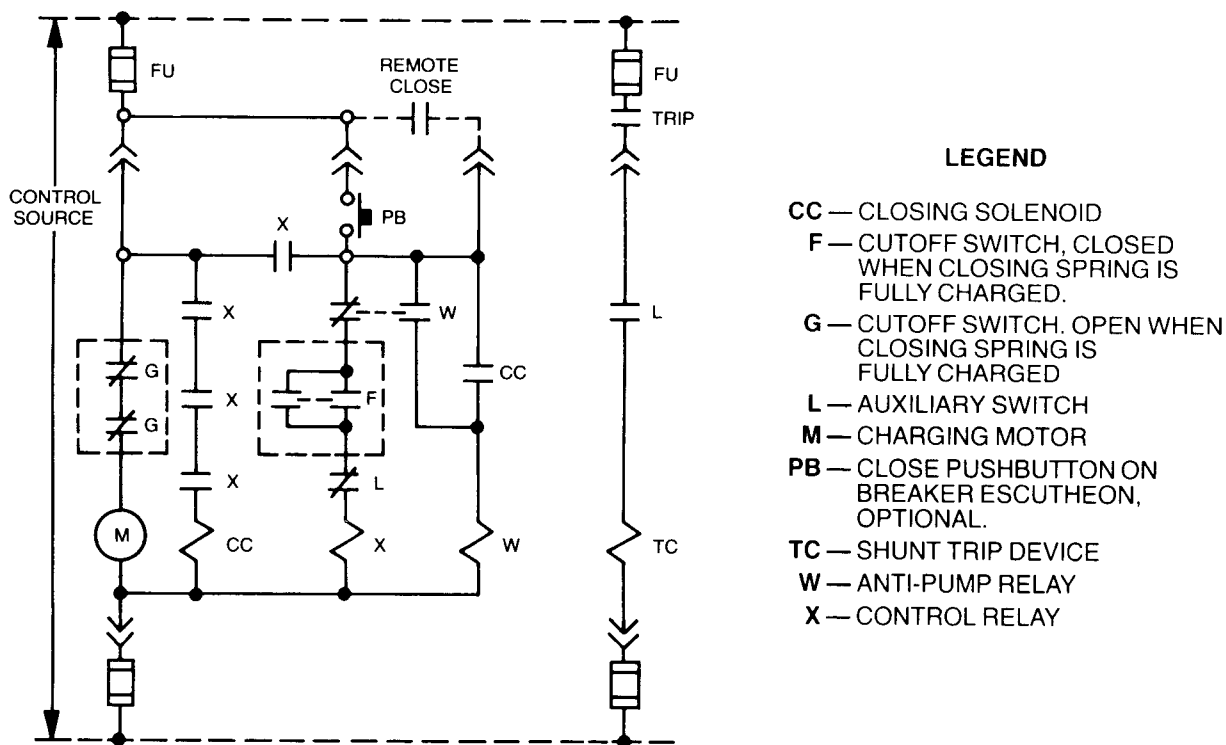 FU
REMOTE
CLOSE
FU
TRIP
CONTROL
SOURCE
PB
X
X
W
L
G
CC
X
F
G
X
L
M
CC
X
W
TC
LEGEND
CC — CLOSING SOLENOID
F — CUTOFF SWITCH, CLOSED
WHEN CLOSING SPRING IS
FULLY CHARGED.
G — CUTOFF SWITCH. OPEN WHEN
CLOSING SPRING IS
FULLY CHARGED
L — AUXILIARY SWITCH
M — CHARGING MOTOR
PB — CLOSE PUSHBUTTON ON
BREAKER ESCUTHEON,
OPTIONAL.
TC — SHUNT TRIP DEVICE
W — ANTI-PUMP RELAY
X — CONTROL RELAY